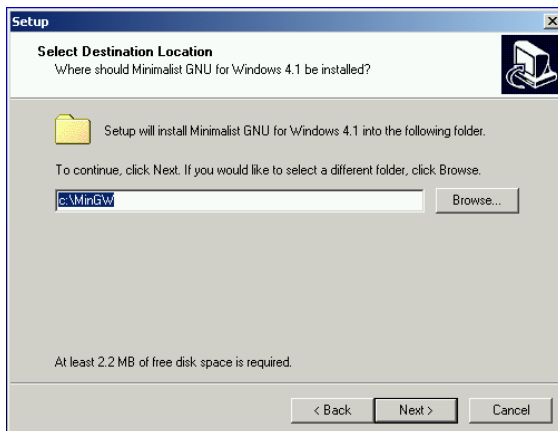 Setup
Select Destination Location
Where should Minimalist GNU for Windows 4.1 be installed?
Setup will install Minimalist GNU for Windows 4.1 into the following folder.
To continue, click Next. If you would like to select a different folder, click Browse.
c:\MinGW
Browse...
At least 2.2 MB of free disk space is required.
< Back
Next >
Cancel